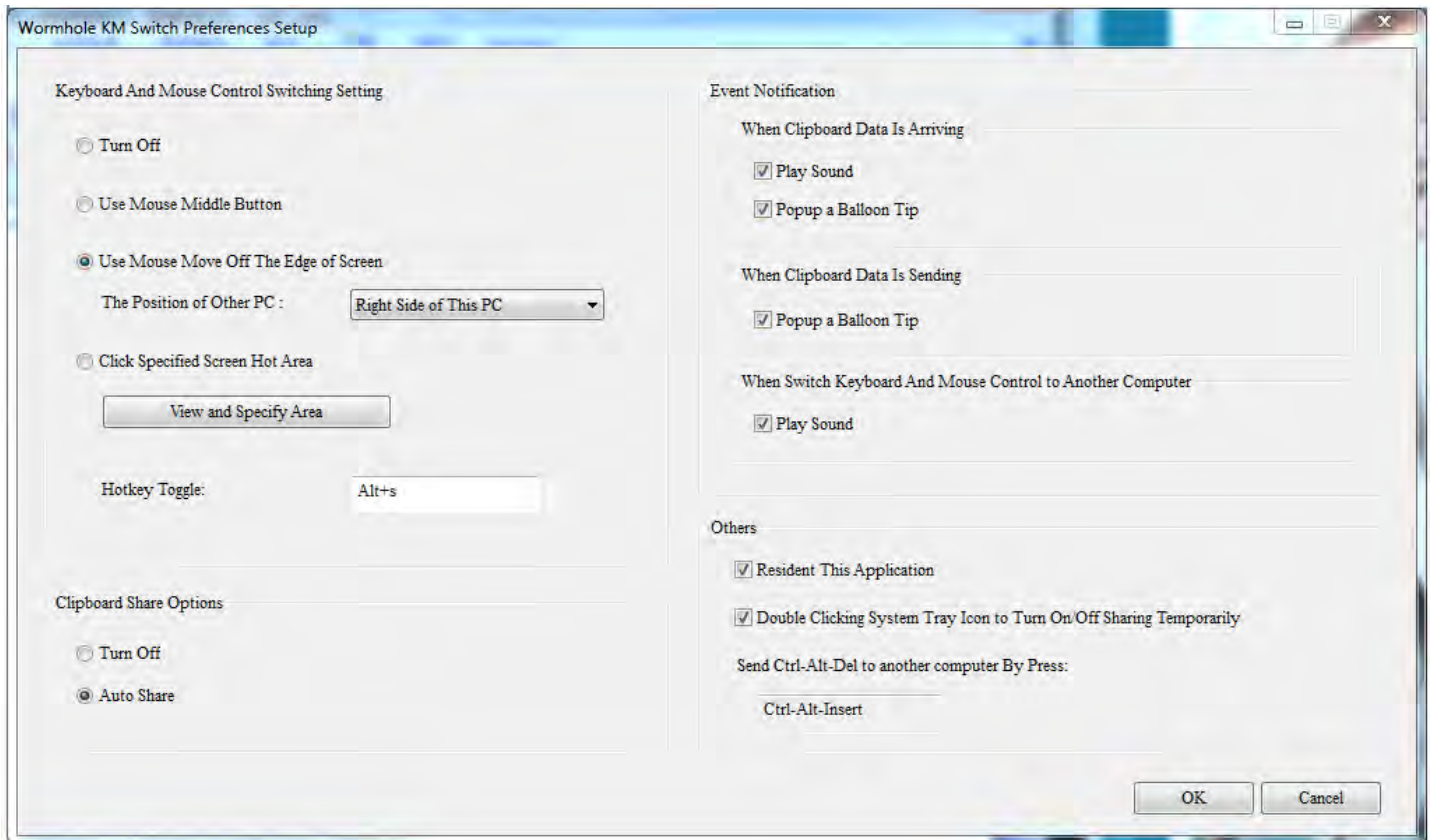 Wormhole KM Switch Preferences Setup
Keyboard And Mouse Control Switching Setting
Turn Off
Use Mouse Middle Button
Use Mouse Move Off The Edge of Screen
The Position of Other PC :
Right Side of This PC
Click Specified Screen Hot Area
View and Specify Area
Hotkey Toggle:
Alt+s
Clipboard Share Options
Turn Off
Auto Share
Event Notification
When Clipboard Data Is Arriving
Play Sound
Popup a Balloon Tip
When Clipboard Data Is Sending
Popup a Balloon Tip
When Switch Keyboard And Mouse Control to Another Computer
Play Sound
Others
Resident This Application
Double Clicking System Tray Icon to Turn On/Off Sharing Temporarily
Send Ctrl-Alt-Del to another computer By Press:
Ctrl-Alt-Insert
OK
Cancel